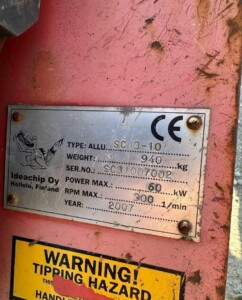 CE
TYPE: ALLU SC 3-10
WEIGHT: 940 kg
SER.NO.:
POWER MAX.: 60 kW
RPM MAX.: 300 1/min
YEAR: 2007
Ideachip Oy
Hollola, Finland
WARNING!
TIPPING HAZARD